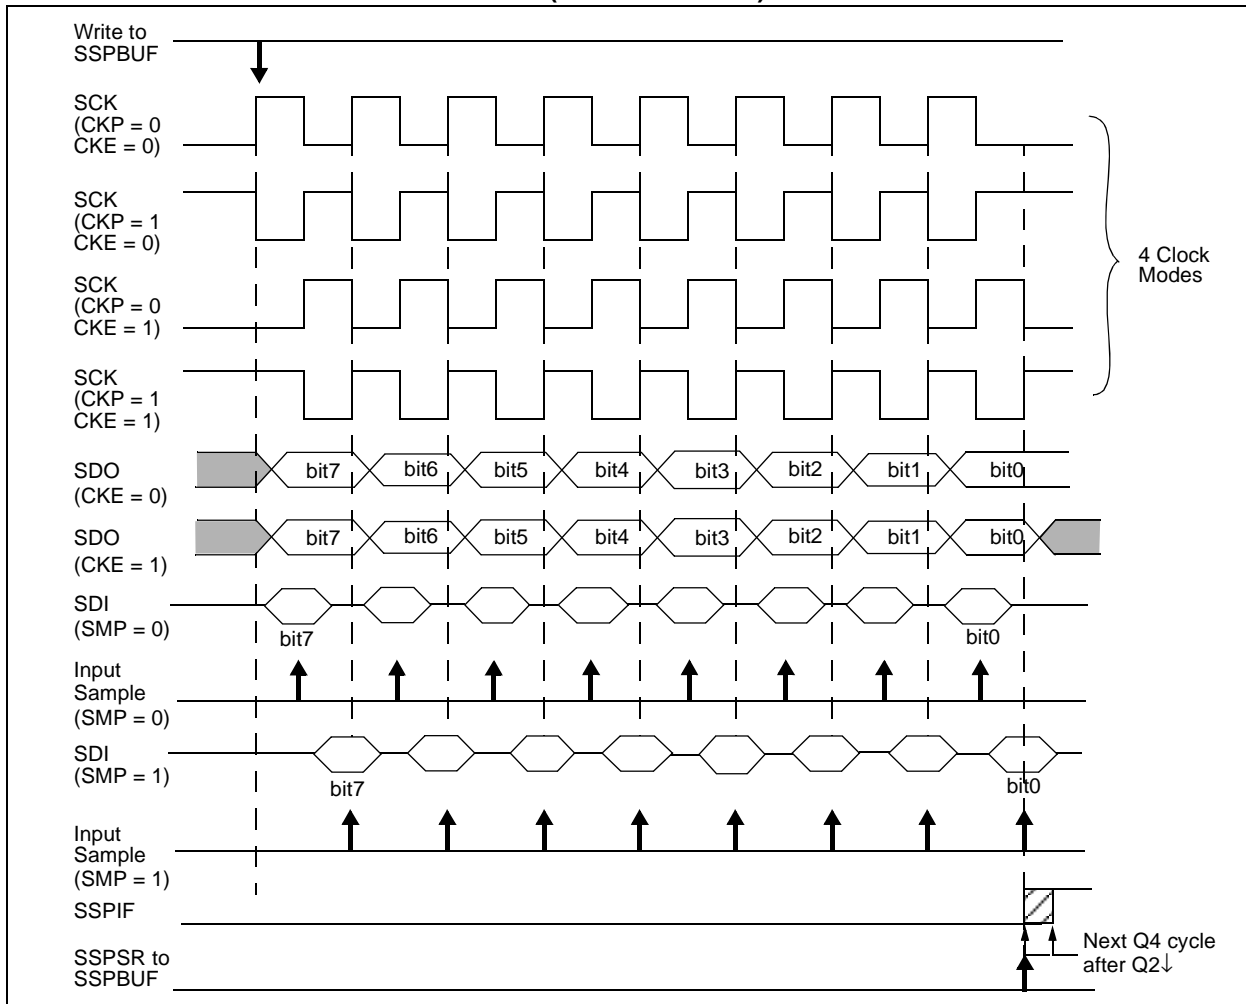 Write to
SSPBUF
SCK
(CKP = 0
CKE = 0)
SCK
(CKP = 1
CKE = 0)
SCK
(CKP = 0
CKE = 1)
SCK
(CKP = 1
CKE = 1)
4 Clock
Modes
SDO
(CKE = 0)
bit7 bit6 bit5 bit4 bit3 bit2 bit1 bit0
SDO
(CKE = 1)
bit7 bit6 bit5 bit4 bit3 bit2 bit1 bit0
SDI
(SMP = 0)
bit7 bit0
Input
Sample
(SMP = 0)
SDI
(SMP = 1)
bit7 bit0
Input
Sample
(SMP = 1)
SSPIF
SSPSR to
SSPBUF
Next Q4 cycle
after Q2↓